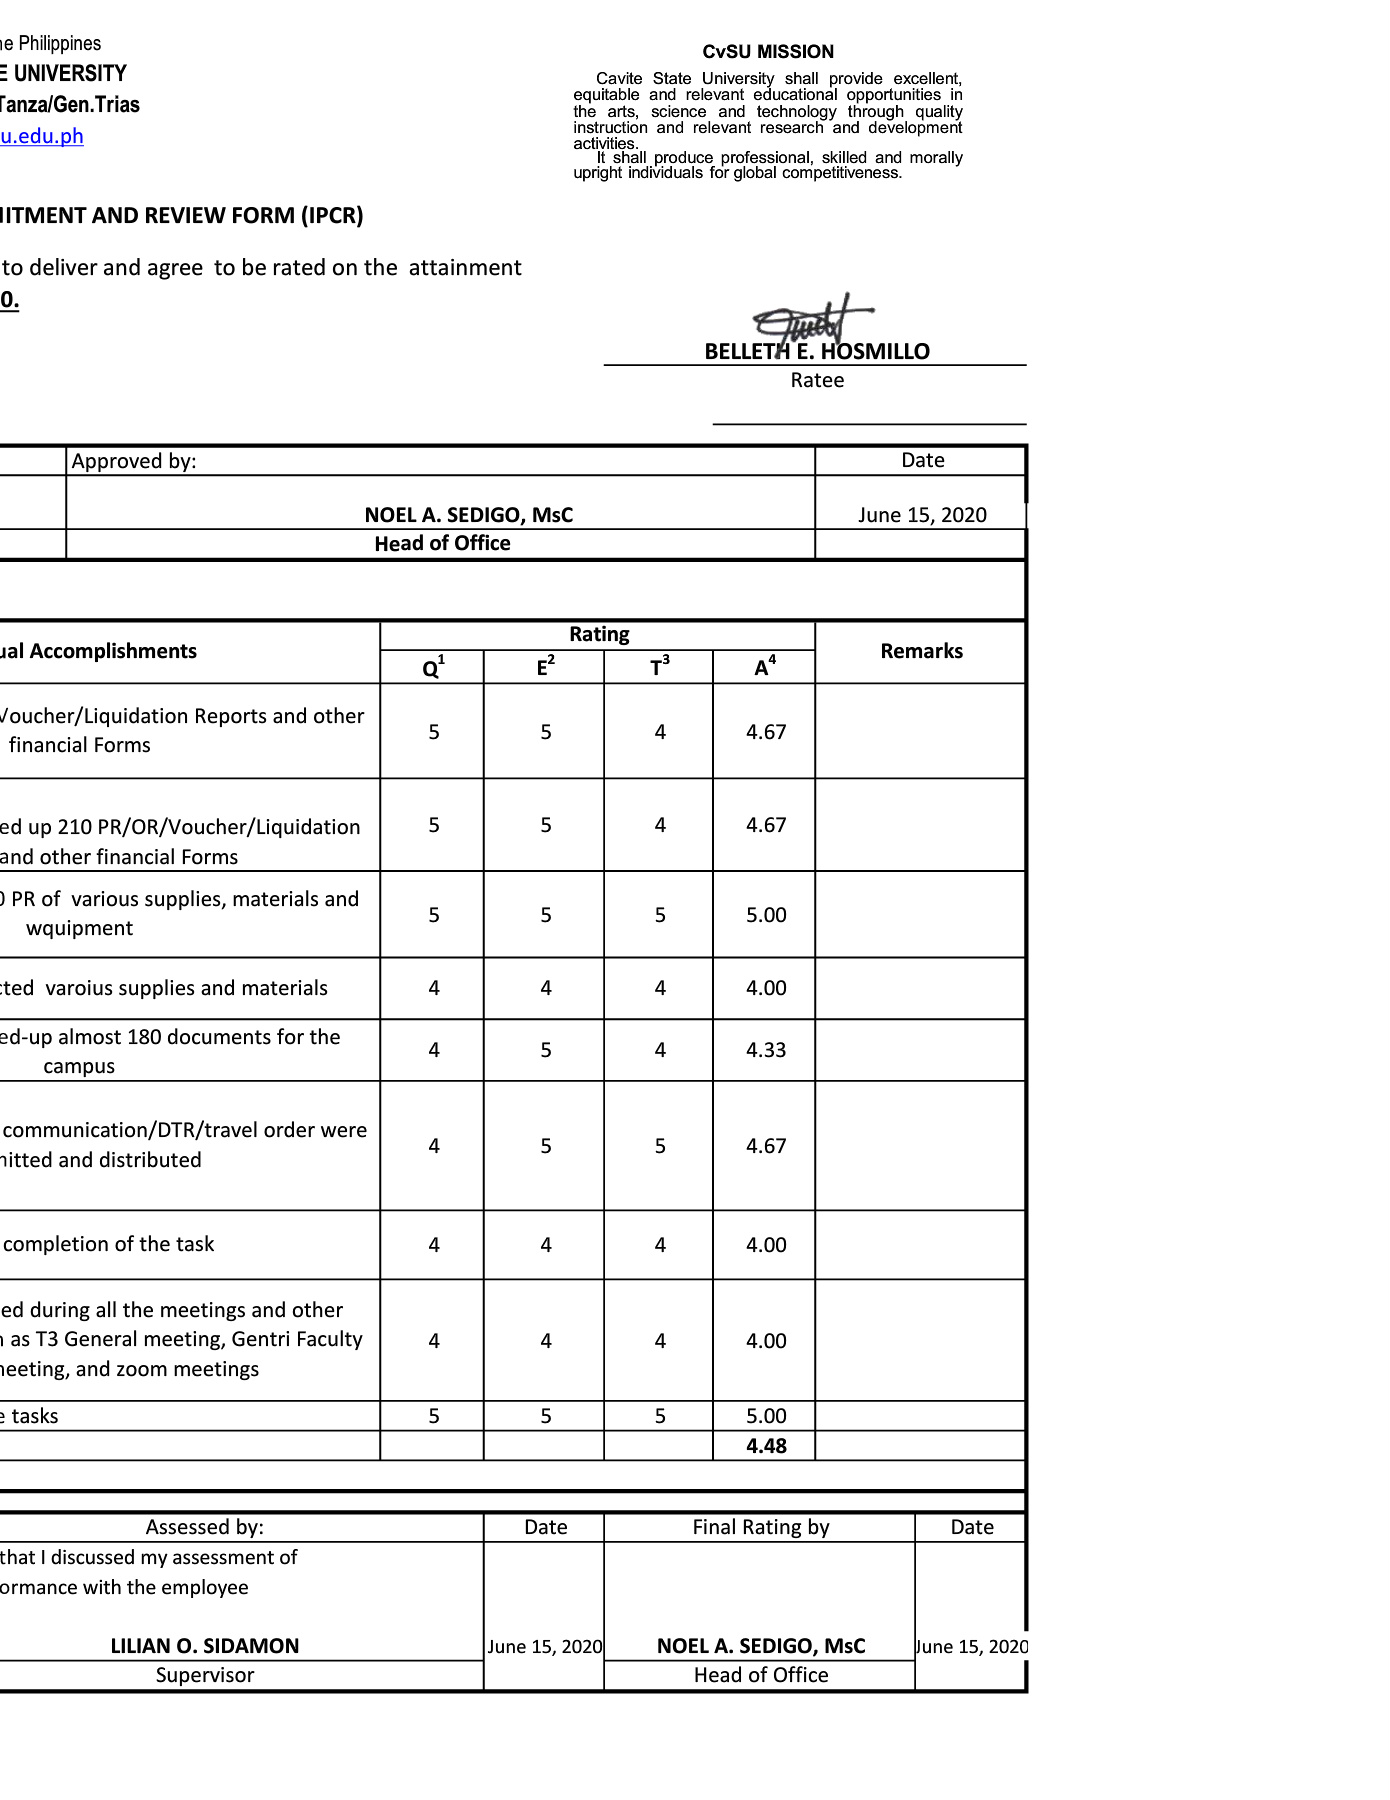 ne Philippines
E UNIVERSITY
Tanza/Gen.Trias
u.edu.ph
CvSU MISSION
Cavite State University shall provide excellent,
equitable and relevant educational opportunities in
the arts, science and technology through quality
instruction and relevant research and development
activities.
It shall produce professional, skilled and morally
upright individuals for global competitiveness.
MITMENT AND REVIEW FORM (IPCR)
to deliver and agree to be rated on the attainment
0.
BELLETH E. HOSMILLO
Ratee
Approved by:
Date
NOEL A. SEDIGO, MsC
June 15, 2020
Head of Office
ual Accomplishments
Rating
Remarks
Q1 E2 T3 A4
Voucher/Liquidation Reports and other
financial Forms
5 5 4 4.67
ed up 210 PR/OR/Voucher/Liquidation
and other financial Forms
5 5 4 4.67
0 PR of various supplies, materials and
wquipment
5 5 5 5.00
cted varoius supplies and materials
4 4 4 4.00
ed-up almost 180 documents for the
campus
4 5 4 4.33
communication/DTR/travel order were
mitted and distributed
4 5 5 4.67
completion of the task
4 4 4 4.00
ed during all the meetings and other
h as T3 General meeting, Gentri Faculty
meeting, and zoom meetings
4 4 4 4.00
e tasks
5 5 5 5.00
4.48
Assessed by:
Date
Final Rating by
Date
that I discussed my assessment of
ormance with the employee
LILIAN O. SIDAMON
June 15, 2020
NOEL A. SEDIGO, MsC
June 15, 2020
Supervisor
Head of Office